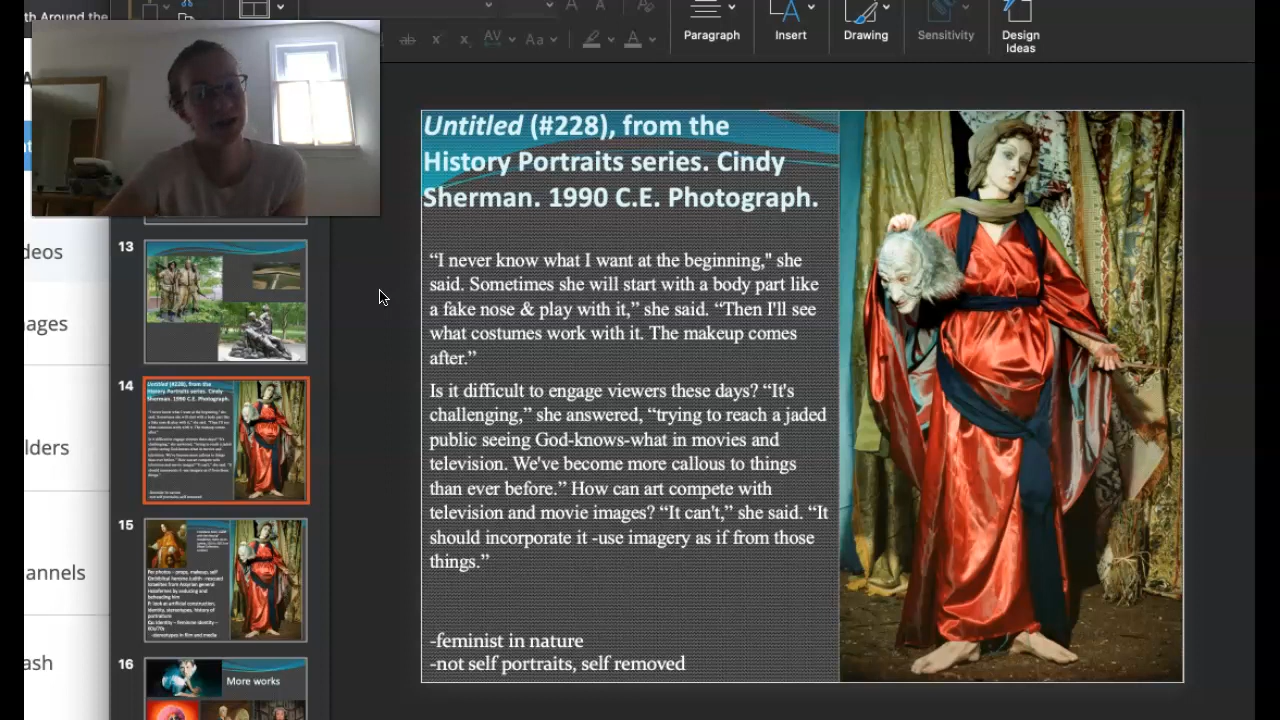 th Around the
Aa
Paragraph
Insert
Drawing
Sensitivity
Design
Ideas
deos
ages
lders
annels
ash
13
14
15
16
More works
Untitled (#228), from the
History Portraits series. Cindy
Sherman. 1990 C.E. Photograph.
“I never know what I want at the beginning," she
said. Sometimes she will start with a body part like
a fake nose & play with it,” she said. “Then I'll see
what costumes work with it. The makeup comes
after.”
Is it difficult to engage viewers these days? “It's
challenging,” she answered, “trying to reach a jaded
public seeing God-knows-what in movies and
television. We've become more callous to things
than ever before.” How can art compete with
television and movie images? “It can't,” she said. “It
should incorporate it -use imagery as if from those
things.”
-feminist in nature
-not self portraits, self removed